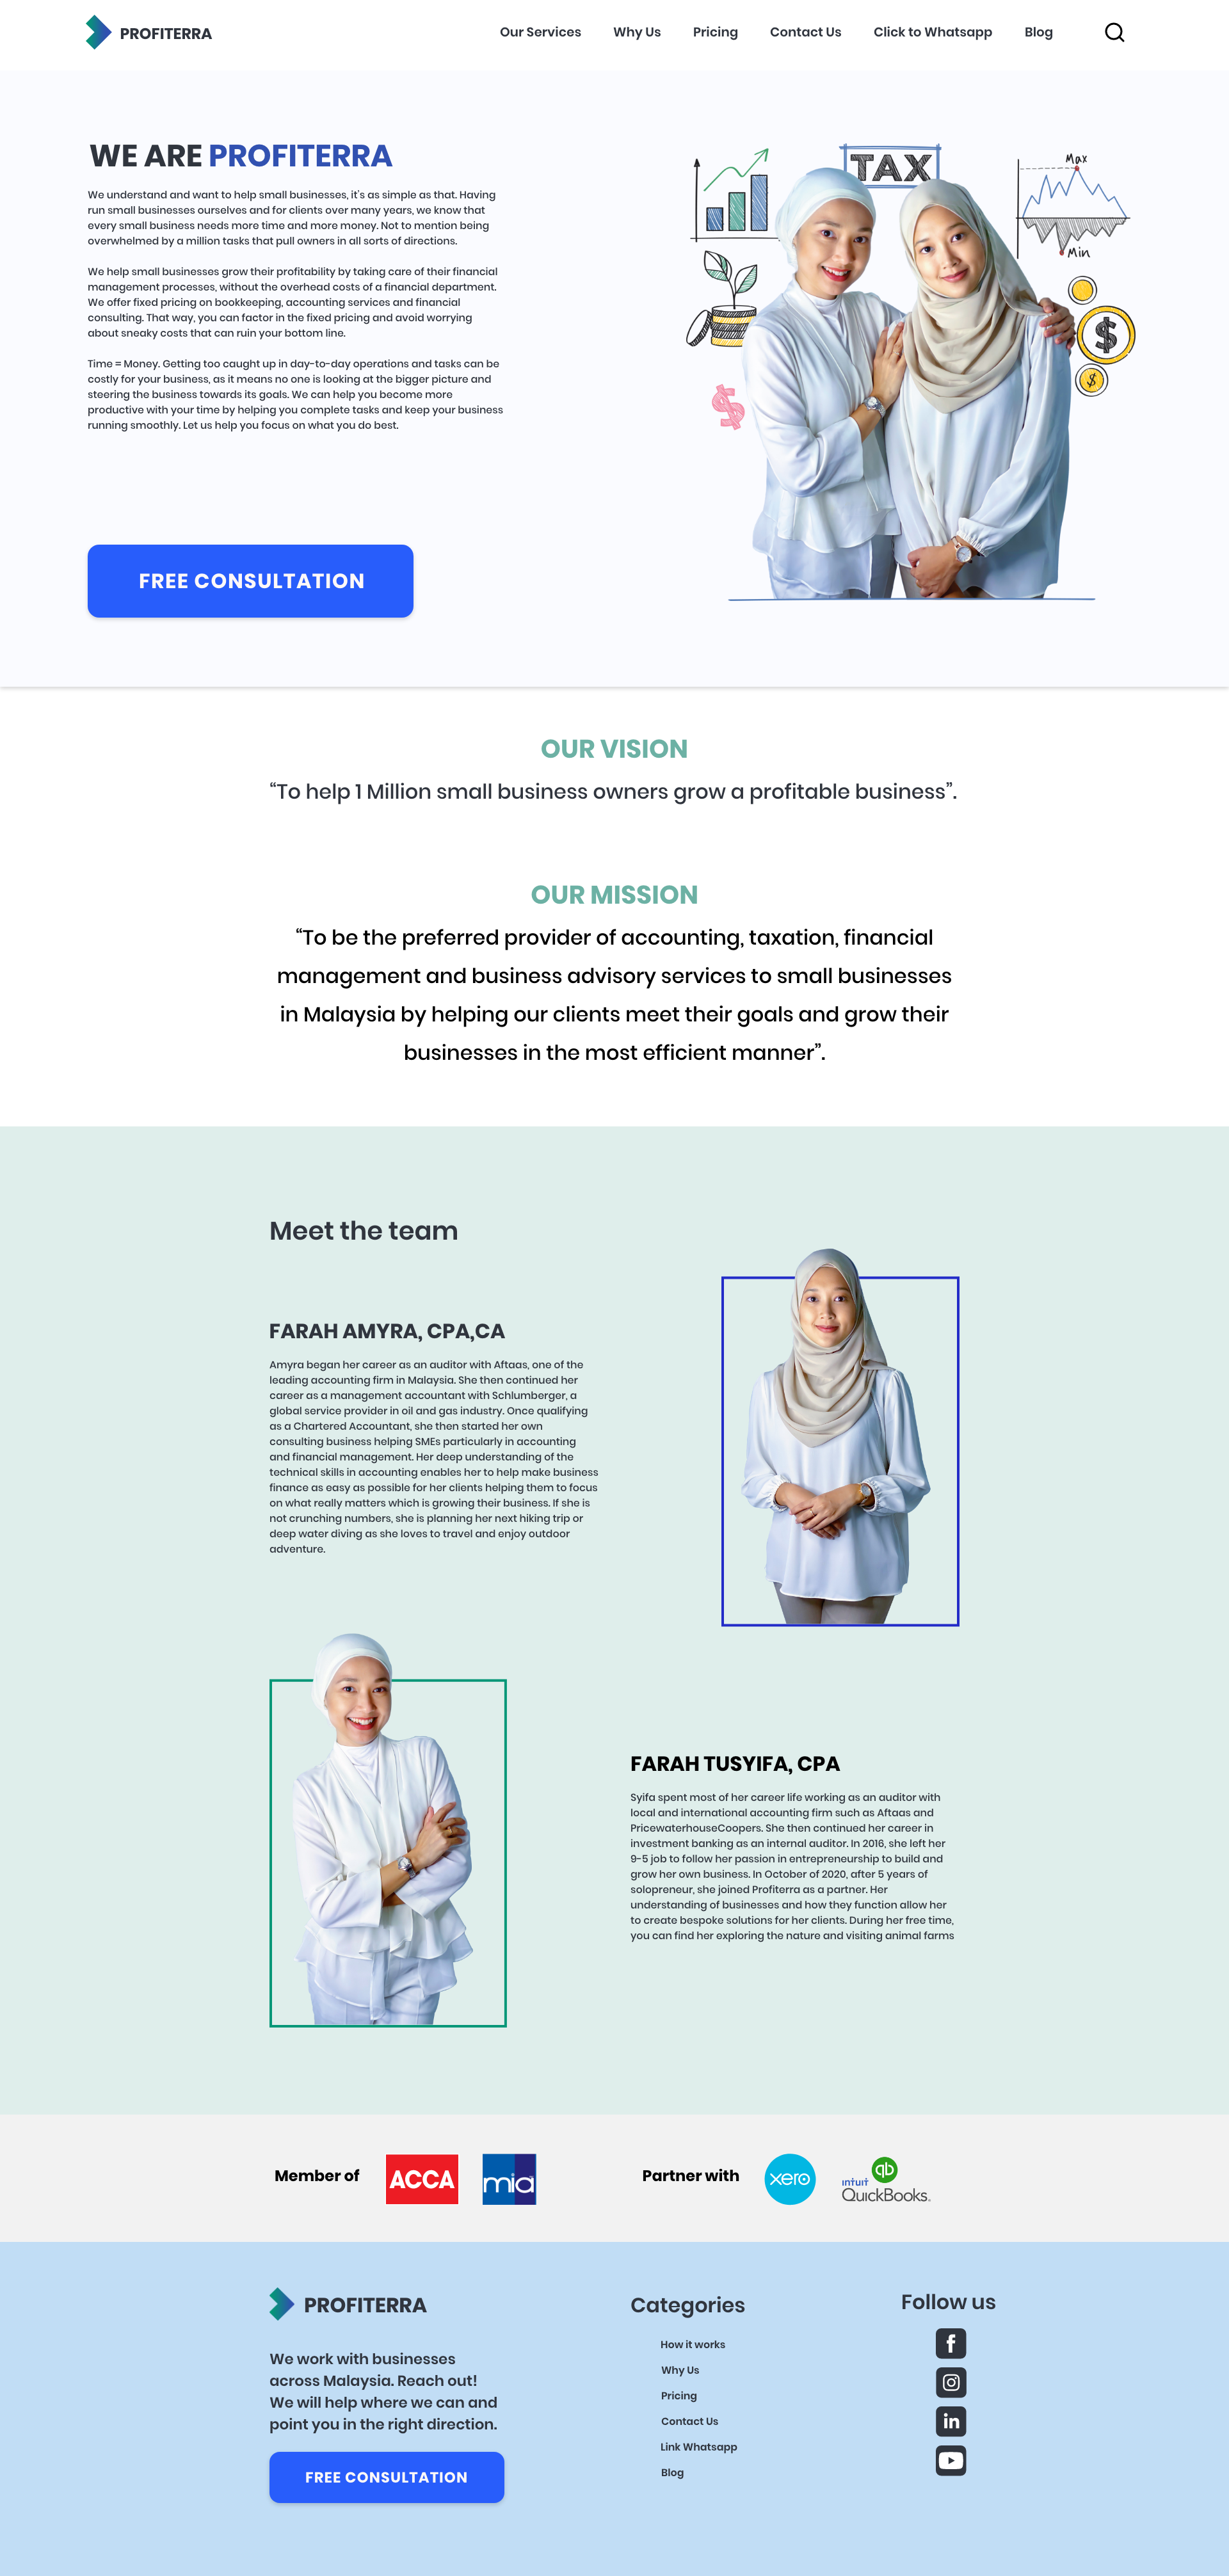 PROFITERRA
Our Services
Why Us
Pricing
Contact Us
Click to Whatsapp
Blog
WE ARE PROFITERRA
We understand and want to help small businesses, it's as simple as that. Having
run small businesses ourselves and for clients over many years, we know that
every small business needs more time and more money. Not to mention being
overwhelmed by a million tasks that pull owners in all sorts of directions.
We help small businesses grow their profitability by taking care of their financial
management processes, without the overhead costs of a financial department.
We offer fixed pricing on bookkeeping, accounting services and financial
consulting. That way, you can factor in the fixed pricing and avoid worrying
about sneaky costs that can ruin your bottom line.
Time = Money. Getting too caught up in day-to-day operations and tasks can be
costly for your business, as it means no one is looking at the bigger picture and
steering the business towards its goals. We can help you become more
productive with your time by helping you complete tasks and keep your business
running smoothly. Let us help you focus on what you do best.
FREE CONSULTATION
TAX
Max
Min
$
$
$
OUR VISION
“To help 1 Million small business owners grow a profitable business”.
OUR MISSION
“To be the preferred provider of accounting, taxation, financial
management and business advisory services to small businesses
in Malaysia by helping our clients meet their goals and grow their
businesses in the most efficient manner”.
Meet the team
FARAH AMYRA, CPA,CA
Amyra began her career as an auditor with Aftaas, one of the
leading accounting firm in Malaysia. She then continued her
career as a management accountant with Schlumberger, a
global service provider in oil and gas industry. Once qualifying
as a Chartered Accountant, she then started her own
consulting business helping SMEs particularly in accounting
and financial management. Her deep understanding of the
technical skills in accounting enables her to help make business
finance as easy as possible for her clients helping them to focus
on what really matters which is growing their business. If she is
not crunching numbers, she is planning her next hiking trip or
deep water diving as she loves to travel and enjoy outdoor
adventure.
FARAH TUSYIFA, CPA
Syifa spent most of her career life working as an auditor with
local and international accounting firm such as Aftaas and
PricewaterhouseCoopers. She then continued her career in
investment banking as an internal auditor. In 2016, she left her
9-5 job to follow her passion in entrepreneurship to build and
grow her own business. In October of 2020, after 5 years of
solopreneur, she joined Profiterra as a partner. Her
understanding of businesses and how they function allow her
to create bespoke solutions for her clients. During her free time,
you can find her exploring the nature and visiting animal farms
Member of
ACCA
mia
Partner with
xero
qb
intuit
QuickBooks.
PROFITERRA
We work with businesses
across Malaysia. Reach out!
We will help where we can and
point you in the right direction.
FREE CONSULTATION
Categories
How it works
Why Us
Pricing
Contact Us
Link Whatsapp
Blog
Follow us
f
in